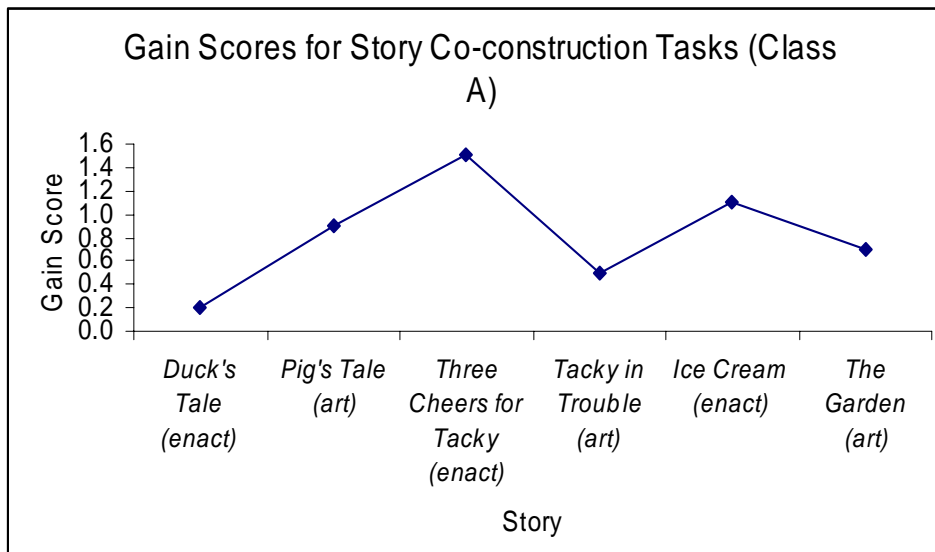 Gain Scores for Story Co-construction Tasks (Class
A)
Gain Score
1.6
1.4
1.2
1.0
0.8
0.6
0.4
0.2
0.0
Duck's
Tale
(enact)
Pig's Tale
(art)
Three
Cheers for
Tacky
(enact)
Tacky in
Trouble
(art)
Ice Cream
(enact)
The
Garden
(art)
Story